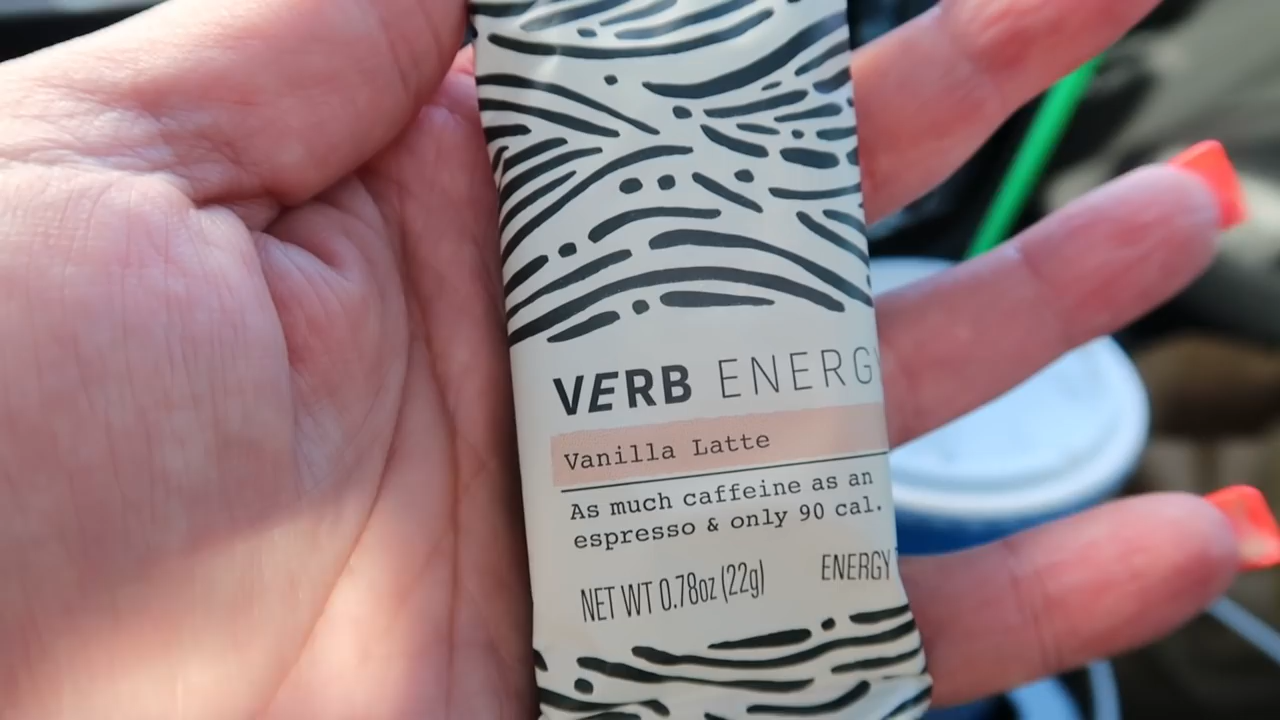 VERB ENERGY
Vanilla Latte
As much caffeine as an
espresso & only 90 cal.
NET WT 0.78oz (22g)
ENERGY